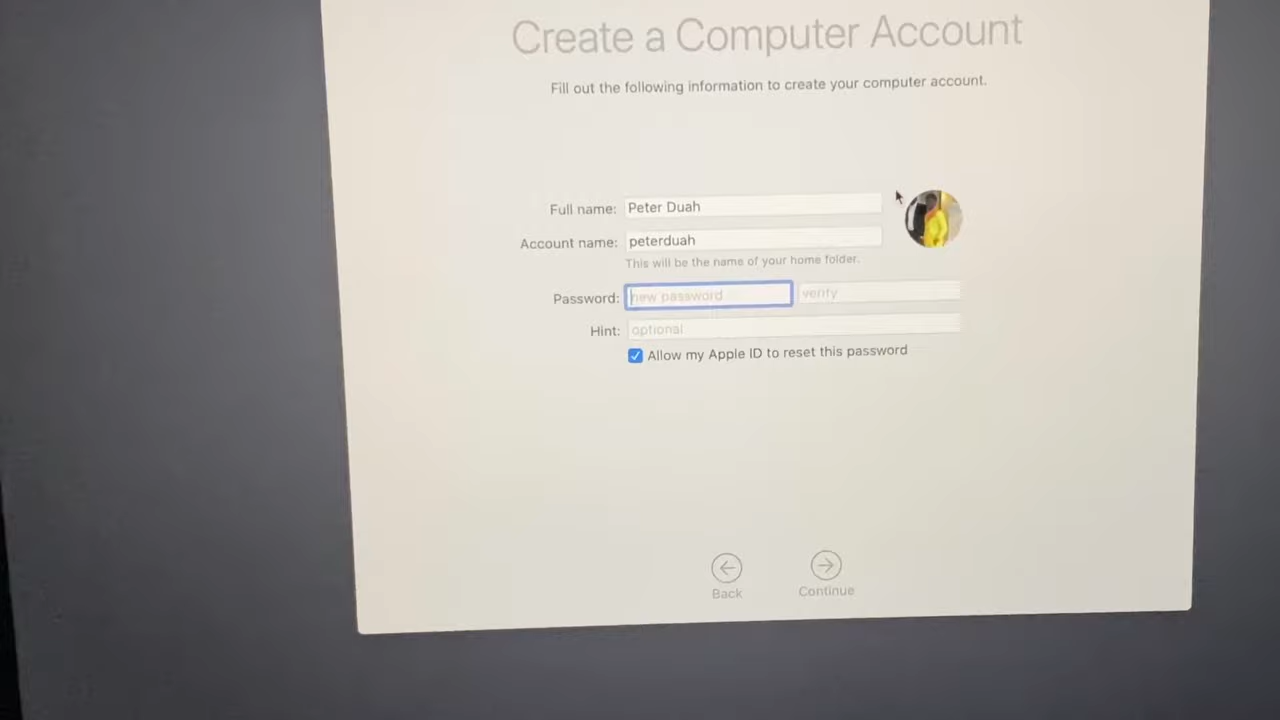 Create a Computer Account
Fill out the following information to create your computer account.
Full name: Peter Duah
Account name: peterduah
This will be the name of your home folder.
Password: new password verify
Hint: optional
Allow my Apple ID to reset this password
Back Continue